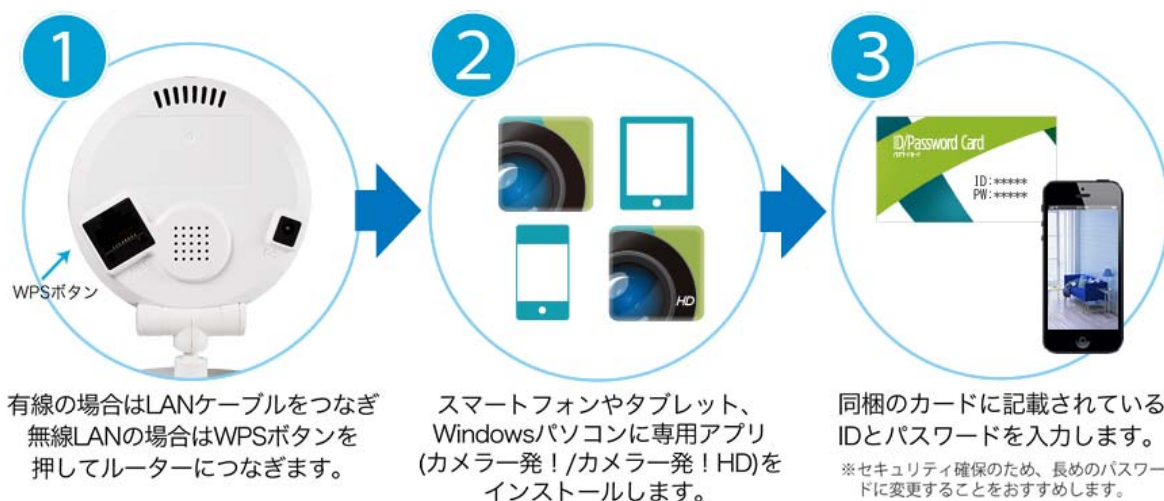 1
2
3
WPSボタン
HD
ID/Password Card
ID:*****
PW:*****
有線の場合はLANケーブルをつなぎ
無線LANの場合はWPSボタンを
押してルーターにつなぎます。
スマートフォンやタブレット、
Windowsパソコンに専用アプリ
(カメラ一発！/カメラ一発！HD)を
インストールします。
同梱のカードに記載されている
IDとパスワードを入力します。
※セキュリティ確保のため、長めのパスワー
ドに変更することをおすすめします。